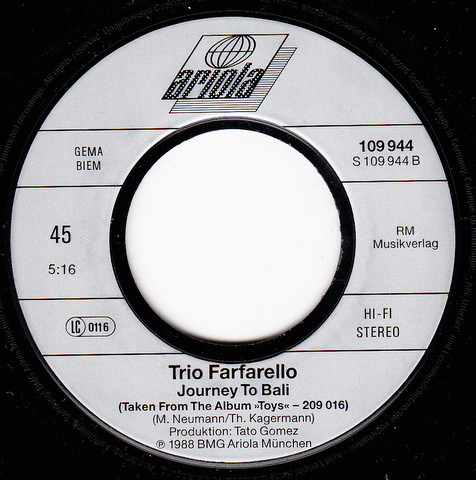 ariola
GEMA
BIEM
109 944
S 109 944 B
45
5:16
RM
Musikverlag
LC 0116
HI-FI
STEREO
Trio Farfarello
Journey To Bali
(Taken From The Album »Toys« – 209 016)
(M. Neumann/Th. Kagermann)
Produktion: Tato Gomez
℗ 1988 BMG Ariola München